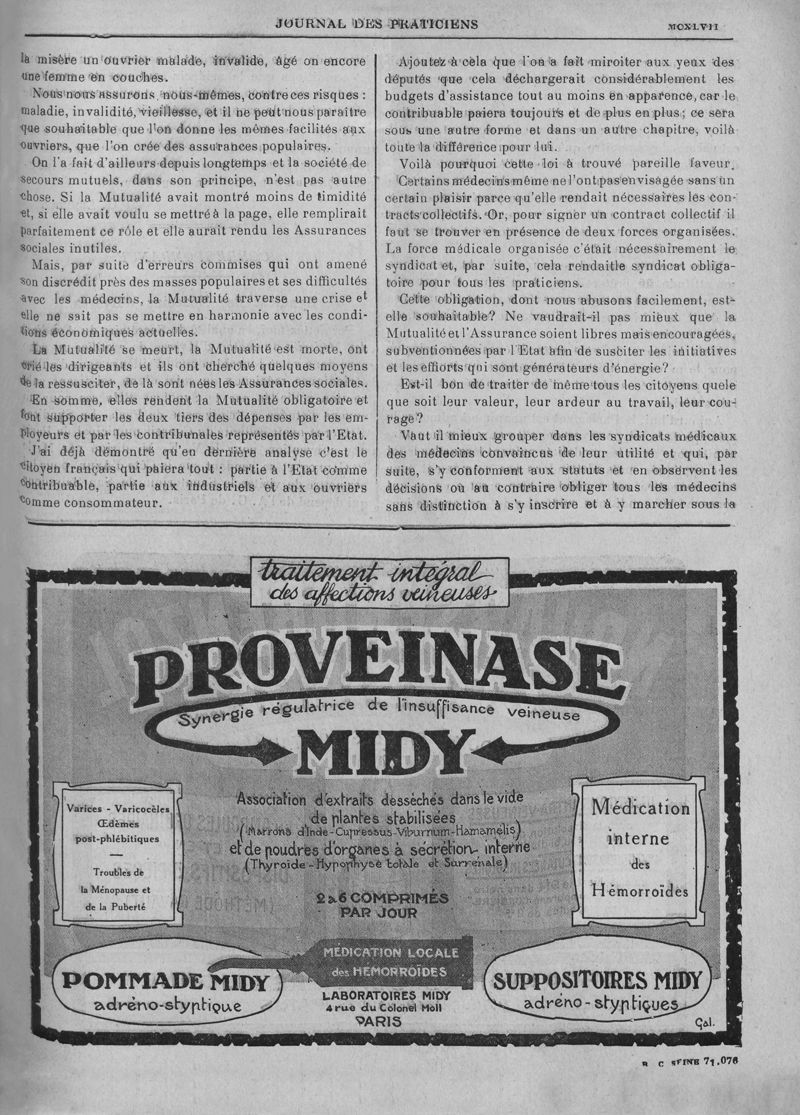 JOURNAL DES PRATICIENS
MCXLVII
la misère un ouvrier malade, invalide, âgé on encore
une femme en couches.
Nous nous assurons, nous-mêmes, contre ces risques :
maladie, invalidité, vieillesse, et il ne peut nous paraître
que souhaitable que l'on donne les mêmes facilités aux
ouvriers, que l'on crée des assurances populaires.
On l'a fait d'ailleurs depuis longtemps et la société de
secours mutuels, dans son principe, n'est pas autre
chose. Si la Mutualité avait montré moins de timidité
et, si elle avait voulu se mettre à la page, elle remplirait
parfaitement ce rôle et elle aurait rendu les Assurances
sociales inutiles.
Mais, par suite d'erreurs commises qui ont amené
son discrédit près des masses populaires et ses difficultés
avec les médecins, la Mutualité traverse une crise et
elle ne sait pas se mettre en harmonie avec les condi-
tions économiques actuelles.
La Mutualité se meurt, la Mutualité est morte, ont
crié les dirigeants et ils ont cherché quelques moyens
de la ressusciter, de là sont nées les Assurances sociales.
En somme, elles rendent la Mutualité obligatoire et
font supporter les deux tiers des dépenses par les em-
ployeurs et par les contribuables représentés par l'Etat.
J'ai déjà démontré qu'en dernière analyse c'est le
citoyen français qui paiera tout : partie à l'Etat comme
contribuable, partie aux industriels et aux ouvriers
comme consommateur.
Ajoutez à cela que l'on a fait miroiter aux yeux des
députés que cela déchargerait considérablement les
budgets d'assistance tout au moins en apparence, car le
contribuable paiera toujours et de plus en plus ; ce sera
sous une autre forme et dans un autre chapitre, voilà
toute la différence pour lui.
Voilà pourquoi cette loi à trouvé pareille faveur.
Certains médecins même ne l'ont pas envisagée sans un
certain plaisir parce qu'elle rendait nécessaires les con-
tracts collectifs. Or, pour signer un contract collectif il
faut se trouver en présence de deux forces organisées.
La force médicale organisée c'était nécessairement le
syndicat et, par suite, cela rendait le syndicat obliga-
toire pour tous les praticiens.
Cette obligation, dont nous abusons facilement, est-
elle souhaitable? Ne vaudrait-il pas mieux que la
Mutualité et l'Assurance soient libres mais encouragées,
subventionnées par l'Etat afin de susciter les initiatives
et les efforts qui sont générateurs d'énergie?
Est-il bon de traiter de même tous les citoyens quele
que soit leur valeur, leur ardeur au travail, leur cou-
rage?
Vaut il mieux grouper dans les syndicats médicaux
des médecins convaincus de leur utilité et qui, par
suite, s'y conforment aux statuts et en observent les
décisions où au contraire obliger tous les médecins
sans distinction à s'y inscrire et à y marcher sous la
traitement intégral
des affections veineuses
PROVEINASE
Synergie régulatrice de l'insuffisance veineuse
MIDY
Varices - Varicocèles
Œdèmes
post-phlébitiques
Troubles de
la Ménopause et
de la Puberté
Association d'extraits desséchés dans le vide
de plantes stabilisées
(Marrons d'Inde-Cupressus-Viburnum-Hamamelis)
et de poudres d'organes à sécrétion interne
(Thyroïde-Hypophyse totale et Surrénale)
2 à 6 COMPRIMÉS
PAR JOUR
Médication
interne
des
Hémorroïdes
MÉDICATION LOCALE
des HÉMORROÏDES
POMMADE MIDY
adréno-styptique
LABORATOIRES MIDY
4 rue du Colonel Moll
PARIS
SUPPOSITOIRES MIDY
adréno-styptiques
Gal.
R C SEINE 71.076